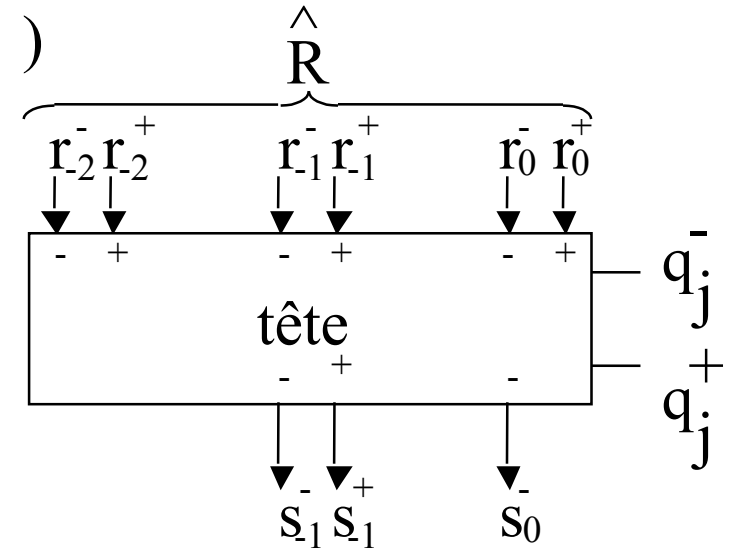 )
R̂
r₋₂⁻ r₋₂⁺ r₋₁⁻ r₋₁⁺ r₀⁻ r₀⁺
- + - + - +
qⱼ⁻
tête
- + -
qⱼ⁺
s₋₁⁻ s₋₁⁺ s₀⁻